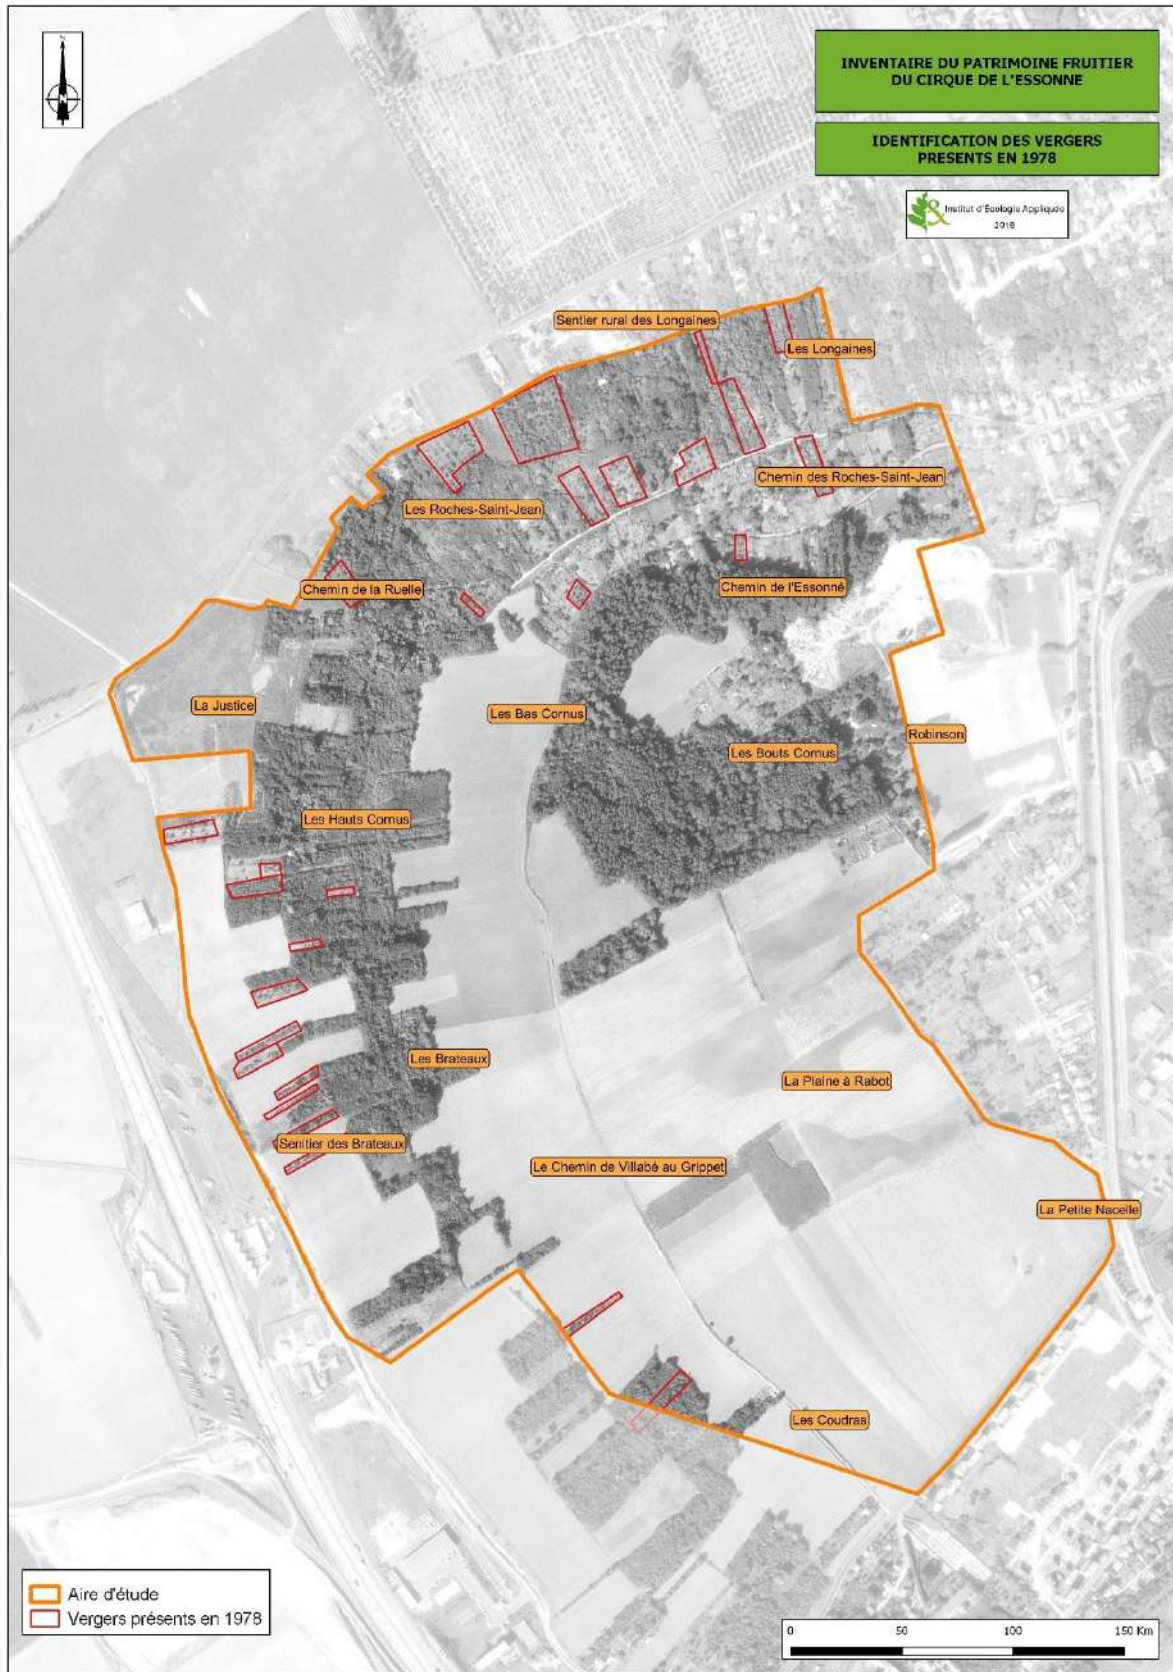 N
INVENTAIRE DU PATRIMOINE FRUITIER
DU CIRQUE DE L'ESSONNE
IDENTIFICATION DES VERGERS
PRESENTS EN 1978
Institut d'Écologie Appliquée
2018
Sentier rural des Longaines
Les Longaines
Chemin des Roches-Saint-Jean
Les Roches-Saint-Jean
Chemin de la Ruelle
Chemin de l'Essonné
La Justice
Les Bas Cornus
Robinson
Les Bouts Cornus
Les Hauts Cornus
Les Brateaux
La Plaine à Rabot
Senitier des Brateaux
Le Chemin de Villabé au Grippet
La Petite Nacelle
Les Coudras
Aire d'étude
Vergers présents en 1978
0 50 100 150 Km